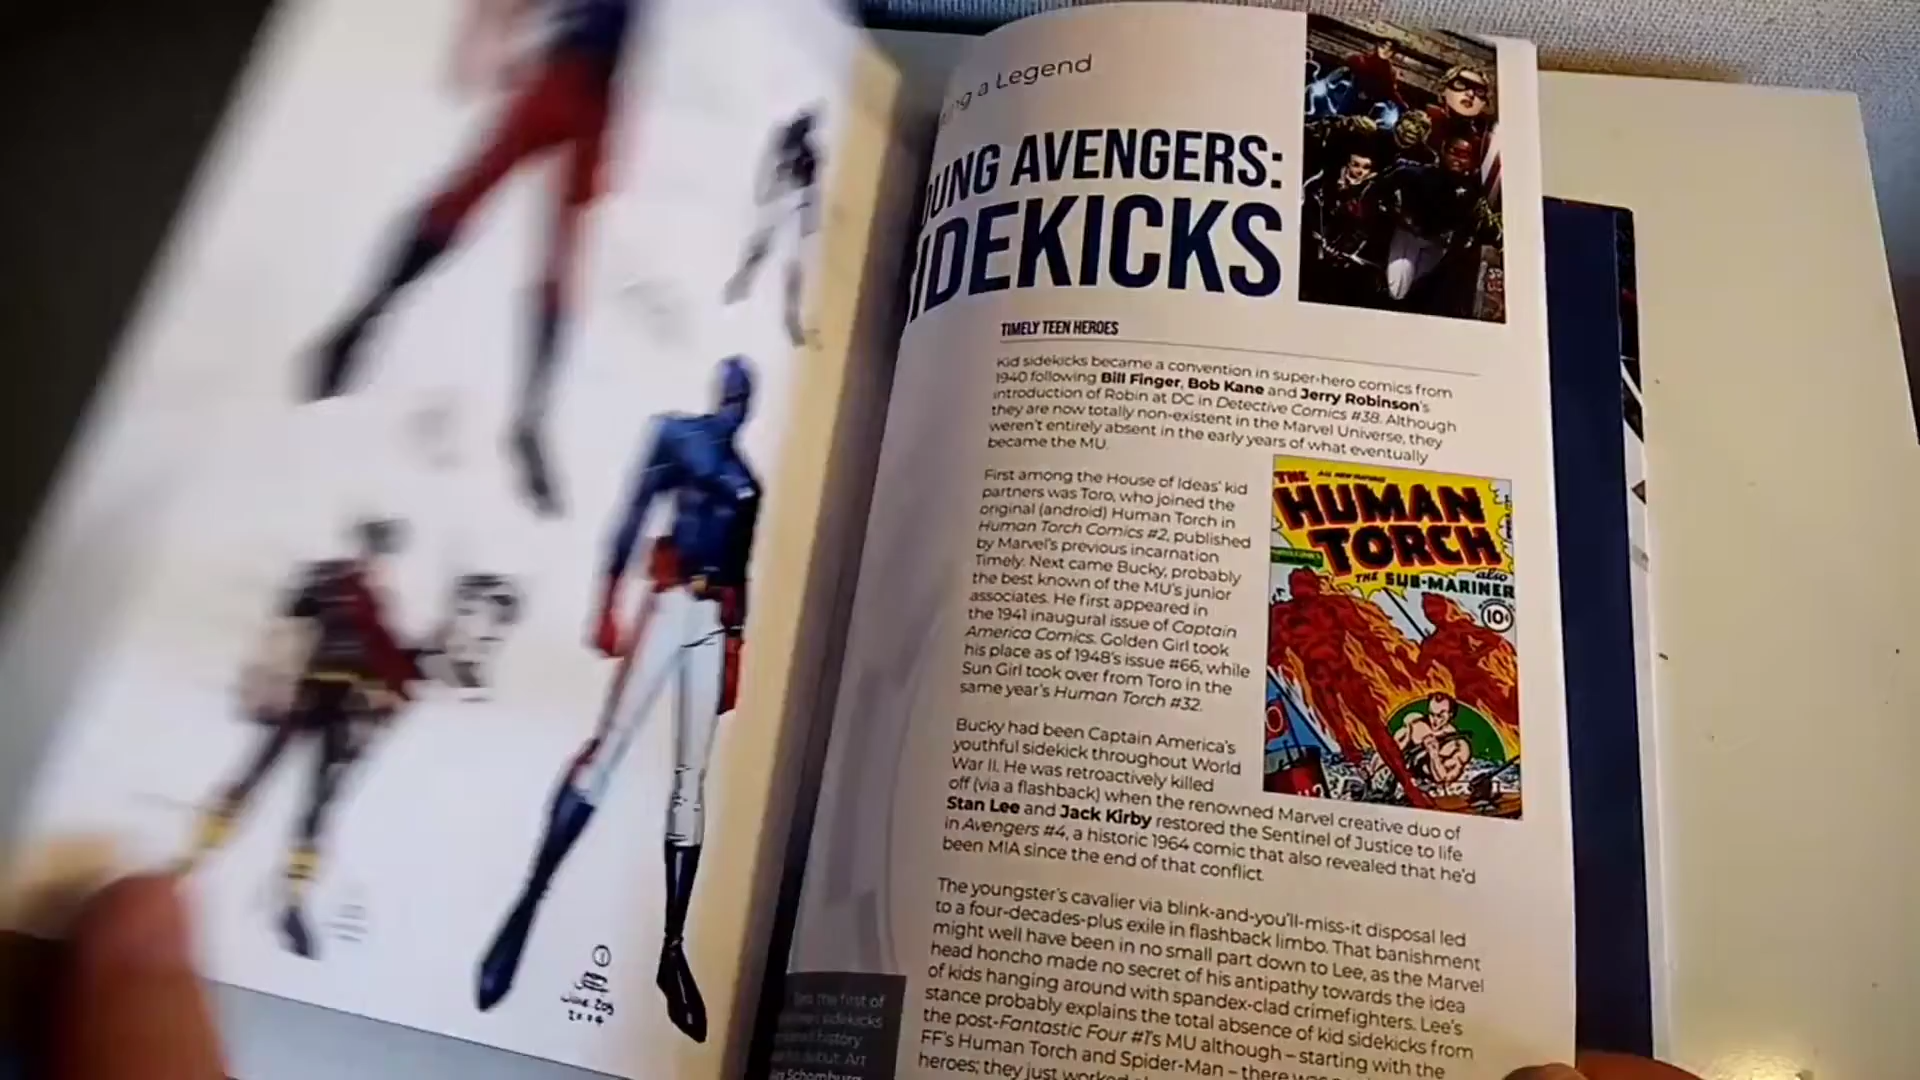 a Legend
AVENGERS:
SIDEKICKS
TIMELY TEEN HEROES
Kid sidekicks became a convention in super-hero comics from
1940 following Bill Finger, Bob Kane and Jerry Robinson's
introduction of Robin at DC in Detective Comics #38. Although
they are now totally non-existent in the Marvel Universe, they
weren't entirely absent in the early years of what eventually
became the MU.
First among the House of Ideas' kid
partners was Toro, who joined the
original (android) Human Torch in
Human Torch Comics #2, published
by Marvel's previous incarnation
Timely. Next came Bucky, probably
the best known of the MU's junior
associates. He first appeared in
the 1941 inaugural issue of Captain
America Comics. Golden Girl took
his place as of 1948's issue #66, while
Sun Girl took over from Toro in the
same year's Human Torch #32.
THE
HUMAN
TORCH
also
THE SUB-MARINER
10¢
Bucky had been Captain America's
youthful sidekick throughout World
War II. He was retroactively killed
off (via a flashback) when the renowned Marvel creative duo of
Stan Lee and Jack Kirby restored the Sentinel of Justice to life
in Avengers #4, a historic 1964 comic that also revealed that he'd
been MIA since the end of that conflict.
The youngster's cavalier via blink-and-you'll-miss-it disposal led
to a four-decades-plus exile in flashback limbo. That banishment
might well have been in no small part down to Lee, as the Marvel
head honcho made no secret of his antipathy towards the idea
of kids hanging around with spandex-clad crimefighters. Lee's
stance probably explains the total absence of kid sidekicks from
the post-Fantastic Four #1's MU although – starting with the
FF's Human Torch and Spider-Man – there
heroes; they just
the first of
sidekicks
history
debut. Art
Schomburg